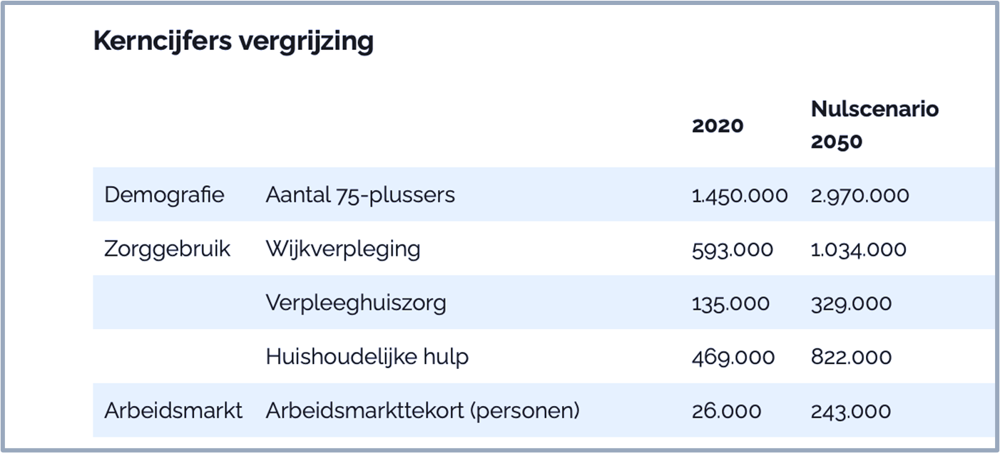 Kerncijfers vergrijzing
2020 Nulscenario 2050
Demografie Aantal 75-plussers 1.450.000 2.970.000
Zorggebruik Wijkverpleging 593.000 1.034.000
Verpleeghuiszorg 135.000 329.000
Huishoudelijke hulp 469.000 822.000
Arbeidsmarkt Arbeidsmarkttekort (personen) 26.000 243.000